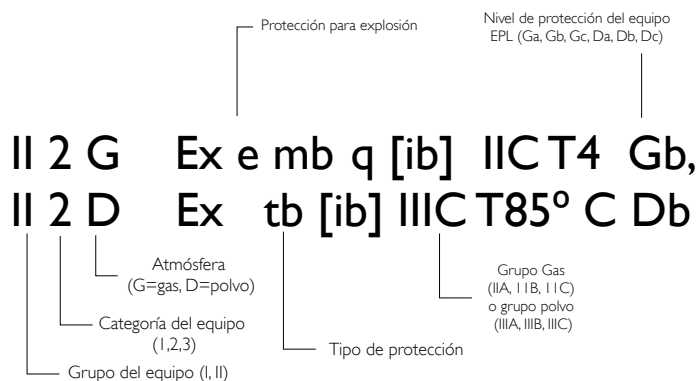 Protección para explosión
Nivel de protección del equipo
EPL (Ga, Gb, Gc, Da, Db, Dc)
II 2 G Ex e mb q [ib] IIC T4 Gb,
II 2 D Ex tb [ib] IIIC T85º C Db
Atmósfera
(G=gas, D=polvo)
Categoría del equipo
(1,2,3)
Grupo del equipo (I, II)
Tipo de protección
Grupo Gas
(IIA, 11B, 11C)
o grupo polvo
(IIIA, IIIB, IIIC)